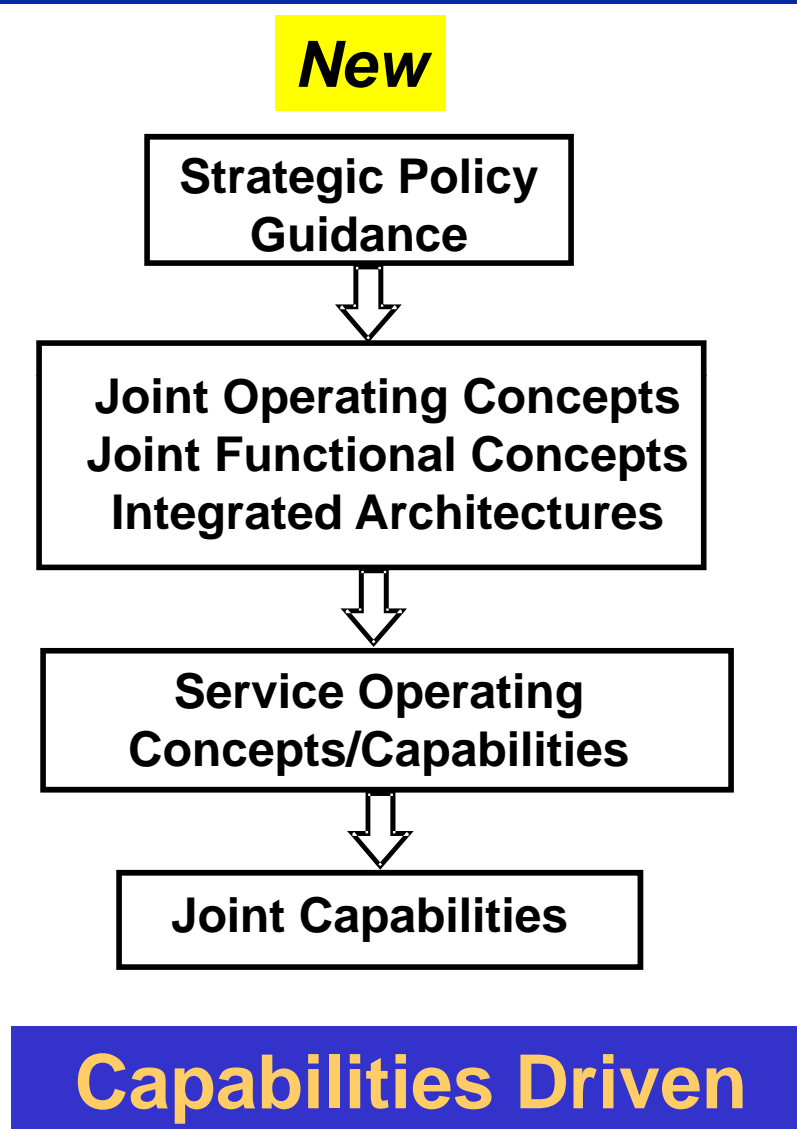 New
Strategic Policy
Guidance
Joint Operating Concepts
Joint Functional Concepts
Integrated Architectures
Service Operating
Concepts/Capabilities
Joint Capabilities
Capabilities Driven